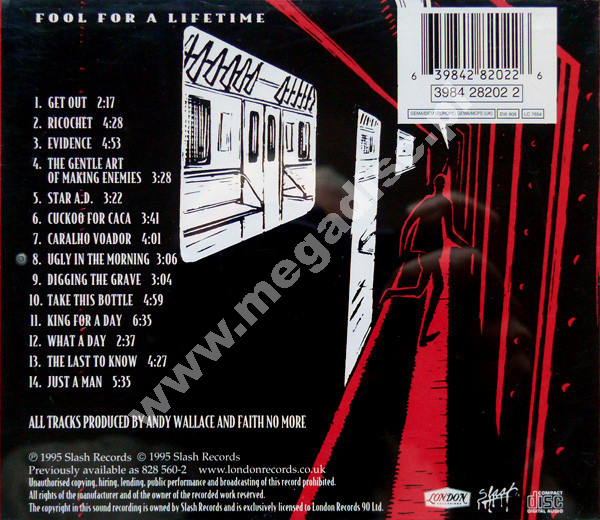 FOOL FOR A LIFETIME
1. GET OUT 2:17
2. RICOCHET 4:28
3. EVIDENCE 4:53
4. THE GENTLE ART
OF MAKING ENEMIES 3:28
5. STAR A.D. 3:22
6. CUCKOO FOR CACA 3:41
7. CARALHO VOADOR 4:01
8. UGLY IN THE MORNING 3:06
9. DIGGING THE GRAVE 3:04
10. TAKE THIS BOTTLE 4:59
11. KING FOR A DAY 6:35
12. WHAT A DAY 2:37
13. THE LAST TO KNOW 4:27
14. JUST A MAN 5:35
ALL TRACKS PRODUCED BY ANDY WALLACE AND FAITH NO MORE
℗ 1995 Slash Records © 1995 Slash Records
Previously available as 828 560-2 www.londonrecords.co.uk
Unauthorised copying, hiring, lending, public performance and broadcasting of this record prohibited.
All rights of the manufacturer and of the owner of the recorded work reserved.
The copyright in this sound recording is owned by Slash Records and is exclusively licensed to London Records 90 Ltd.
6 39842 82022 6
3984 28202 2
LONDON
slash
COMPACT
disc
DIGITAL AUDIO